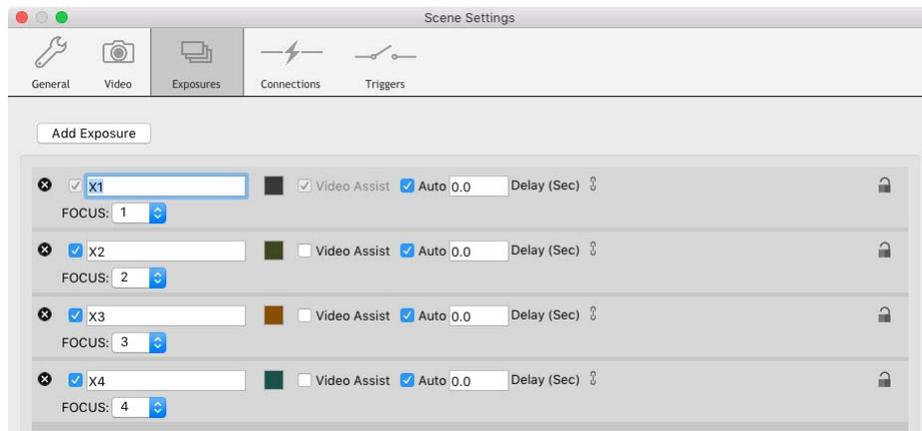 Scene Settings
General Video Exposures Connections Triggers
Add Exposure
X1 Video Assist Auto 0.0 Delay (Sec)
FOCUS: 1
X2 Video Assist Auto 0.0 Delay (Sec)
FOCUS: 2
X3 Video Assist Auto 0.0 Delay (Sec)
FOCUS: 3
X4 Video Assist Auto 0.0 Delay (Sec)
FOCUS: 4